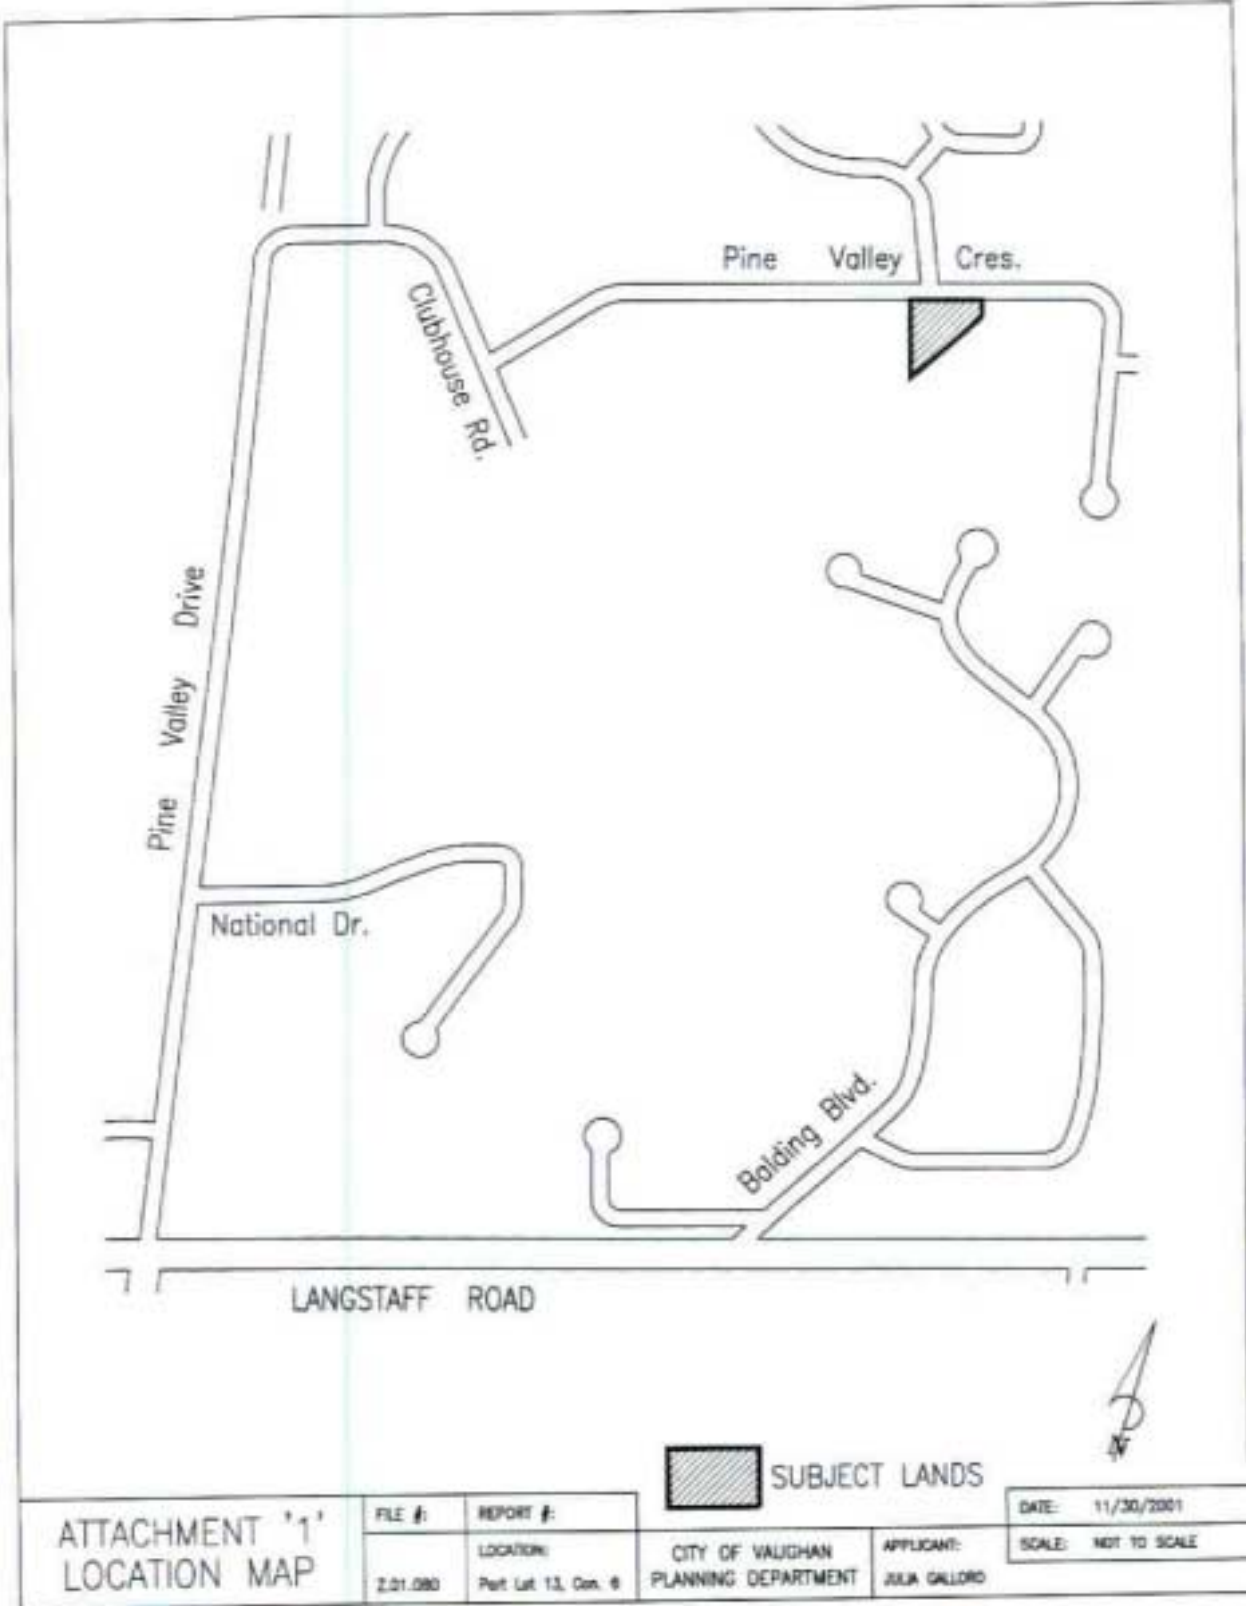 Pine Valley Cres.
Clubhouse Rd.
Pine Valley Drive
National Dr.
Balding Blvd.
LANGSTAFF ROAD
N
SUBJECT LANDS
ATTACHMENT '1'
LOCATION MAP
FILE #:
Z.01.080
REPORT #:
LOCATION:
Part Lot 13, Con. 6
CITY OF VAUGHAN
PLANNING DEPARTMENT
APPLICANT:
JULIA GALLORO
DATE: 11/30/2001
SCALE: NOT TO SCALE